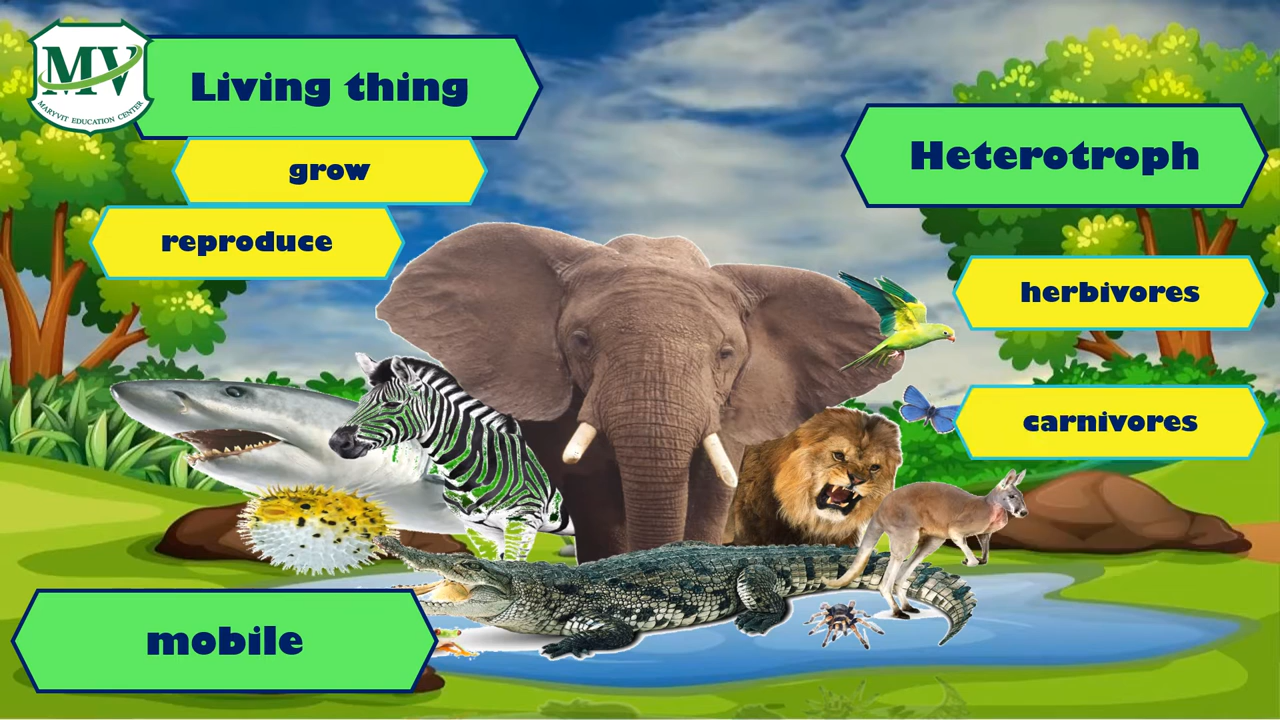 MV
MARYVIT EDUCATION CENTER
Living thing
grow
reproduce
Heterotroph
herbivores
carnivores
mobile